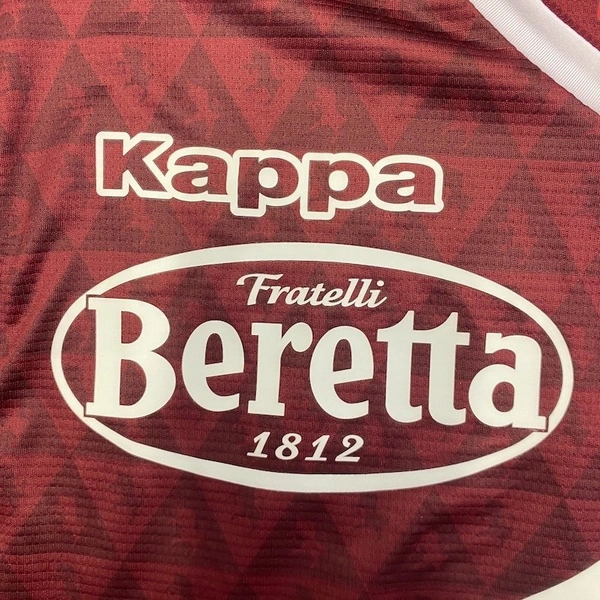 Kappa
Fratelli
Beretta
1812